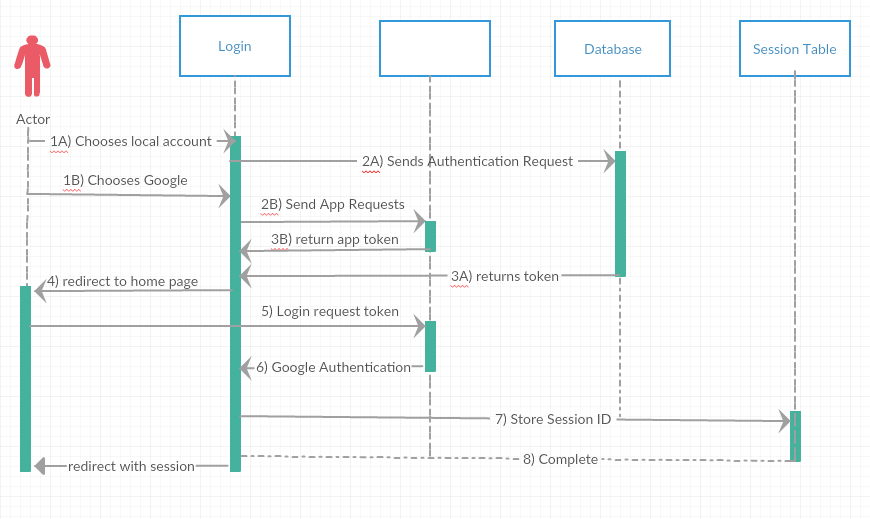 Login
Database
Session Table
Actor
1A) Chooses local account
2A) Sends Authentication Request
1B) Chooses Google
2B) Send App Requests
3B) return app token
3A) returns token
4) redirect to home page
5) Login request token
6) Google Authentication
7) Store Session ID
8) Complete
redirect with session